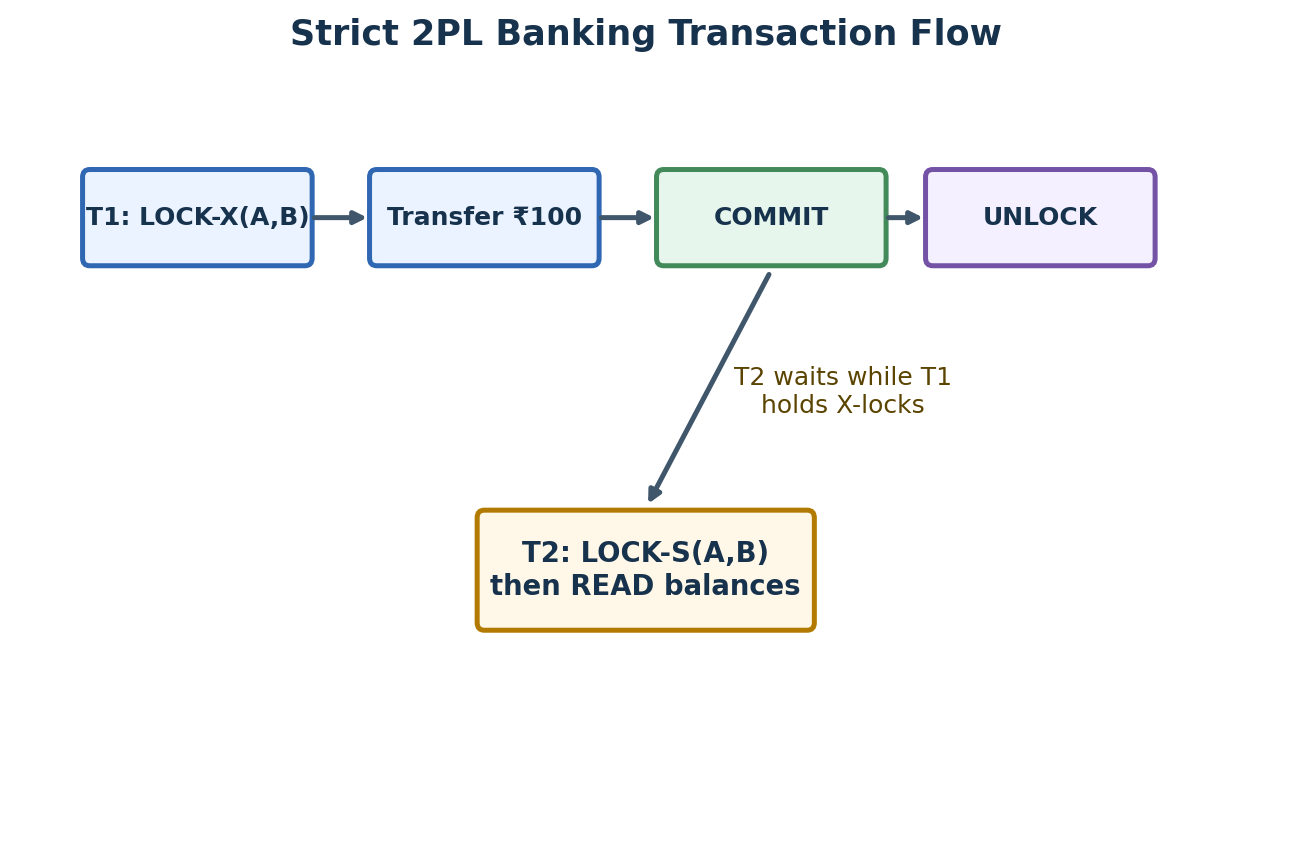 Strict 2PL Banking Transaction Flow
T1: LOCK-X(A,B)
Transfer ₹100
COMMIT
UNLOCK
T2 waits while T1
holds X-locks
T2: LOCK-S(A,B)
then READ balances